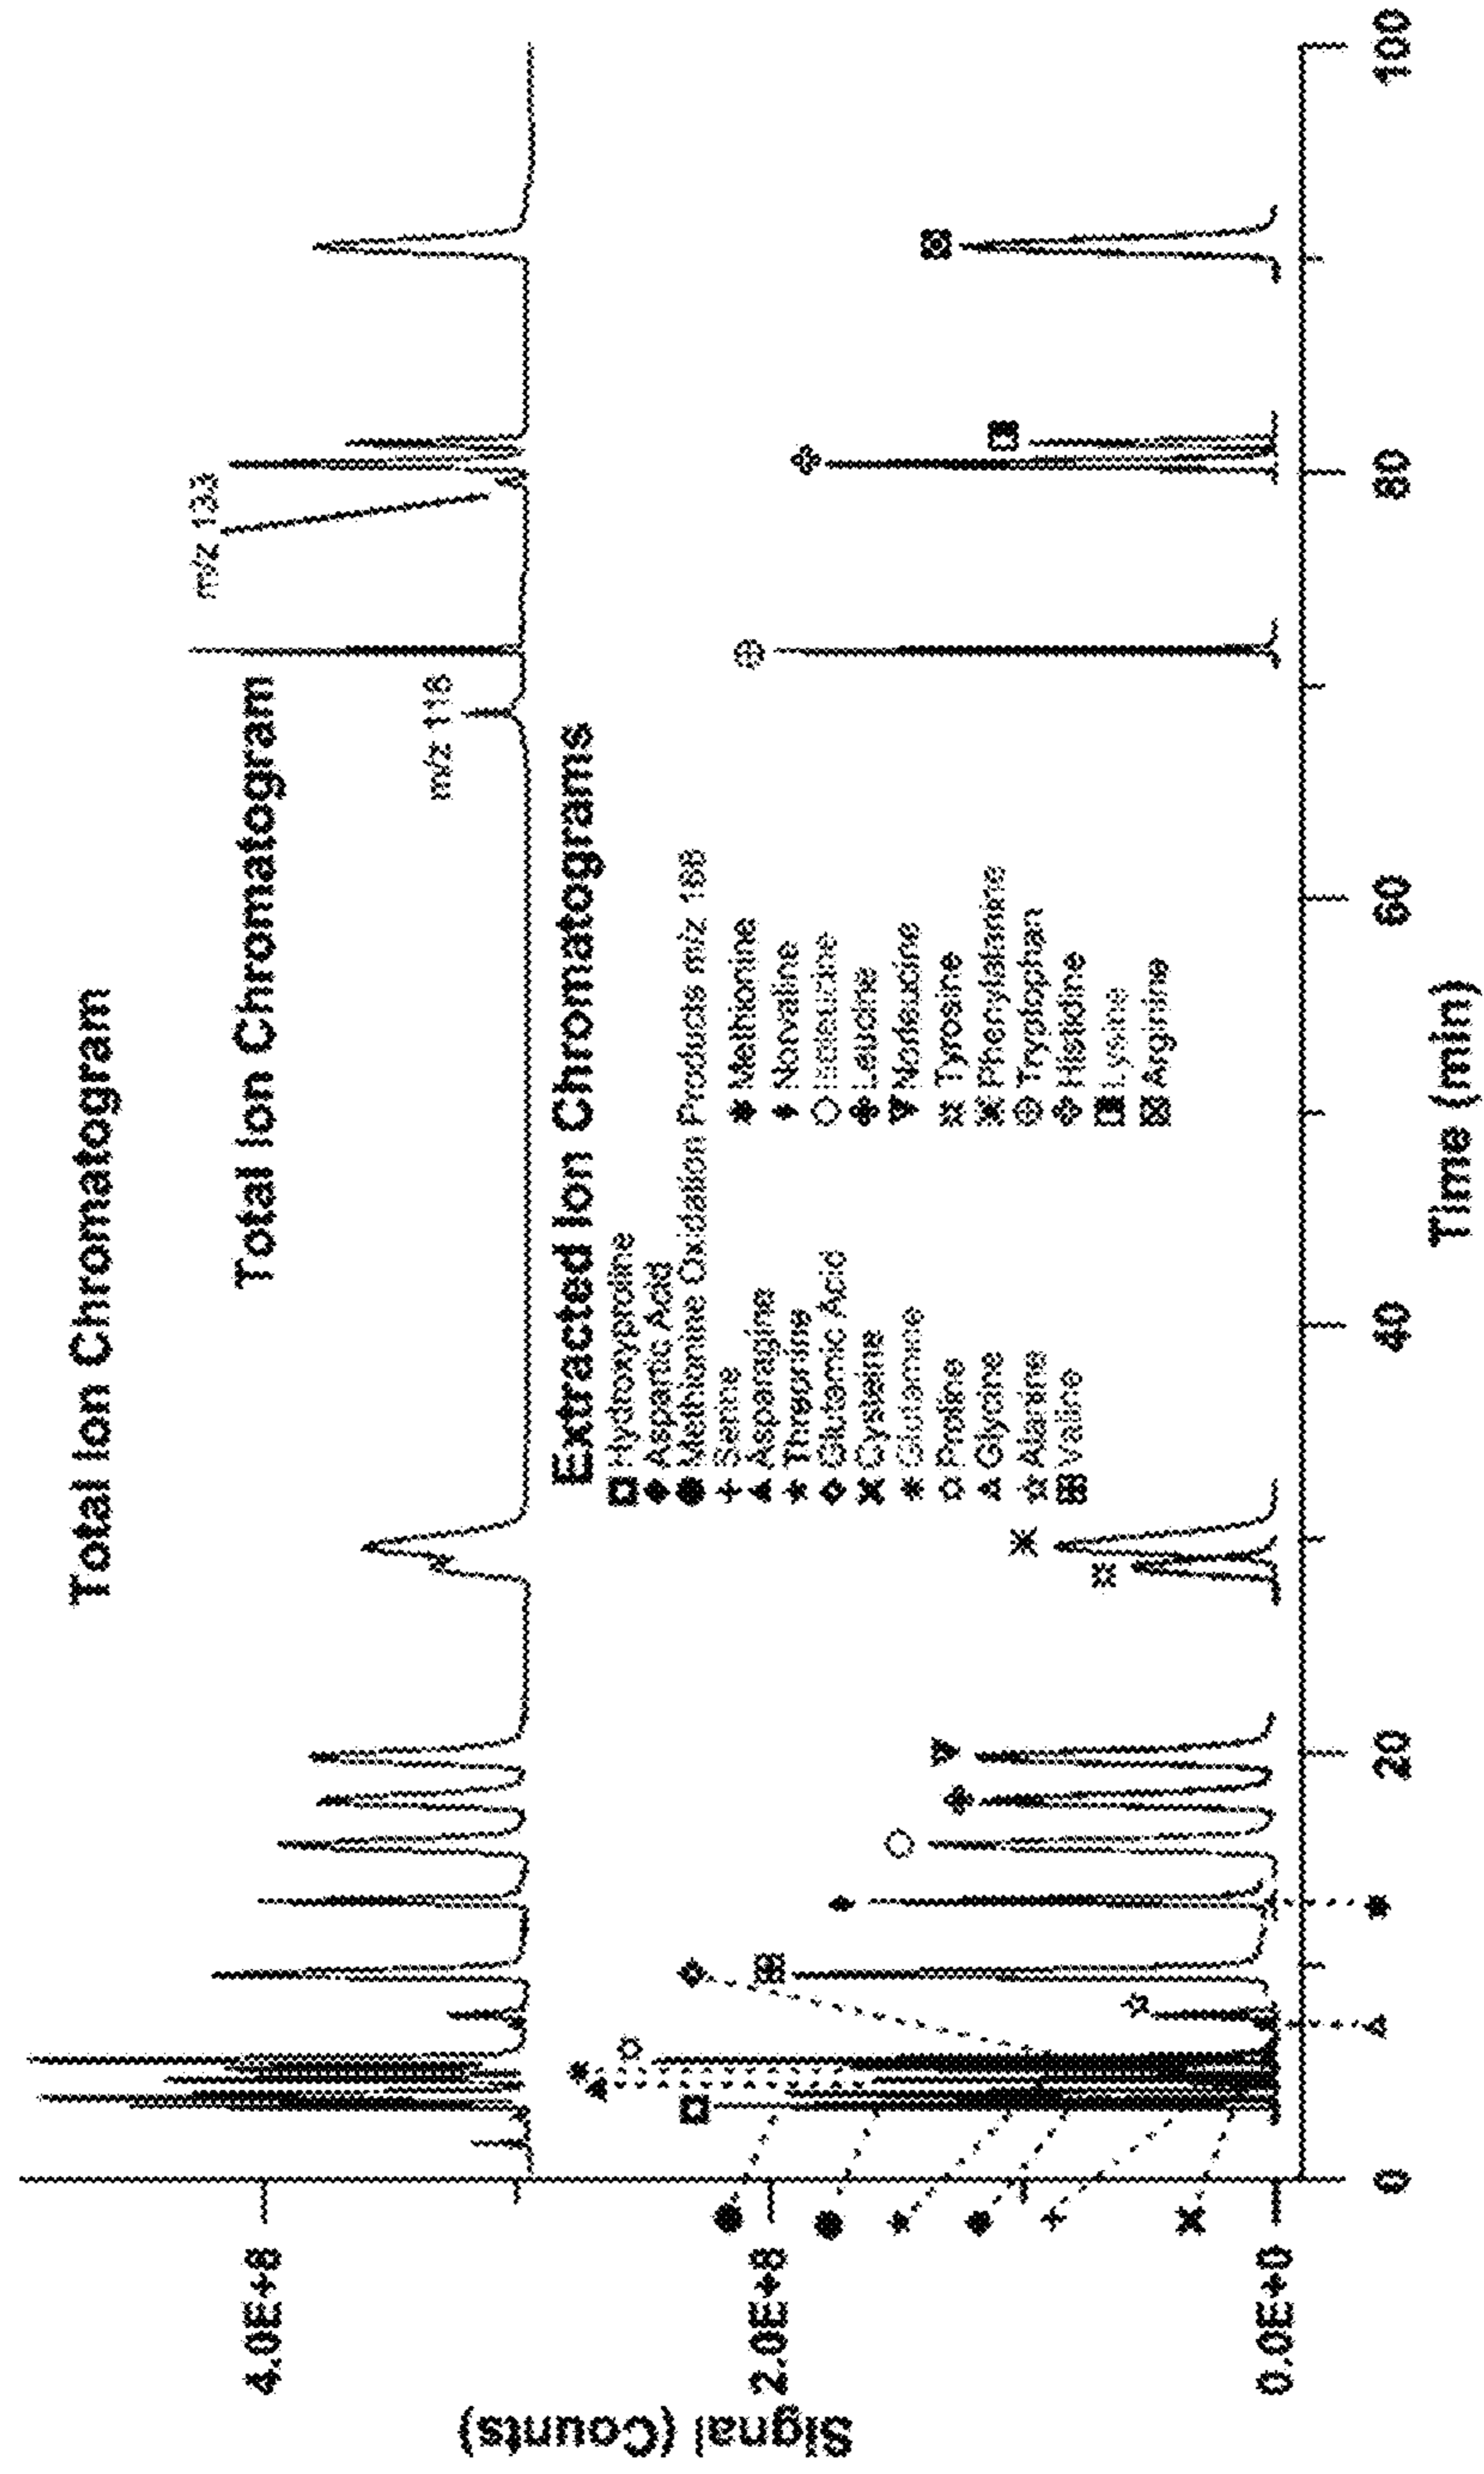 Total Ion Chromatogram
Total Ion Chromatogram
m/z 133
m/z 116
Extracted Ion Chromatograms
Hydroxyproline
Aspartic Acid
Methionine Oxidation Products m/z 166
Serine
Asparagine
Threonine
Glutamic Acid
Cysteine
Glutamine
Proline
Glycine
Alanine
Valine
Methionine
Norvaline
Isoleucine
Leucine
Norleucine
Tyrosine
Phenylalanine
Tryptophan
Histidine
Lysine
Arginine
Signal (Counts)
4.0E+8
2.0E+8
0.0E+0
0
20
40
60
80
100
Time (min)